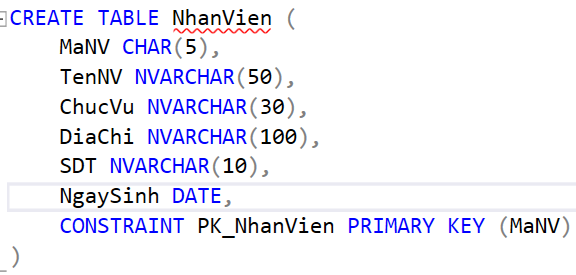 CREATE TABLE NhanVien (
MaNV CHAR(5),
TenNV NVARCHAR(50),
ChucVu NVARCHAR(30),
DiaChi NVARCHAR(100),
SDT NVARCHAR(10),
NgaySinh DATE,
CONSTRAINT PK_NhanVien PRIMARY KEY (MaNV)
)